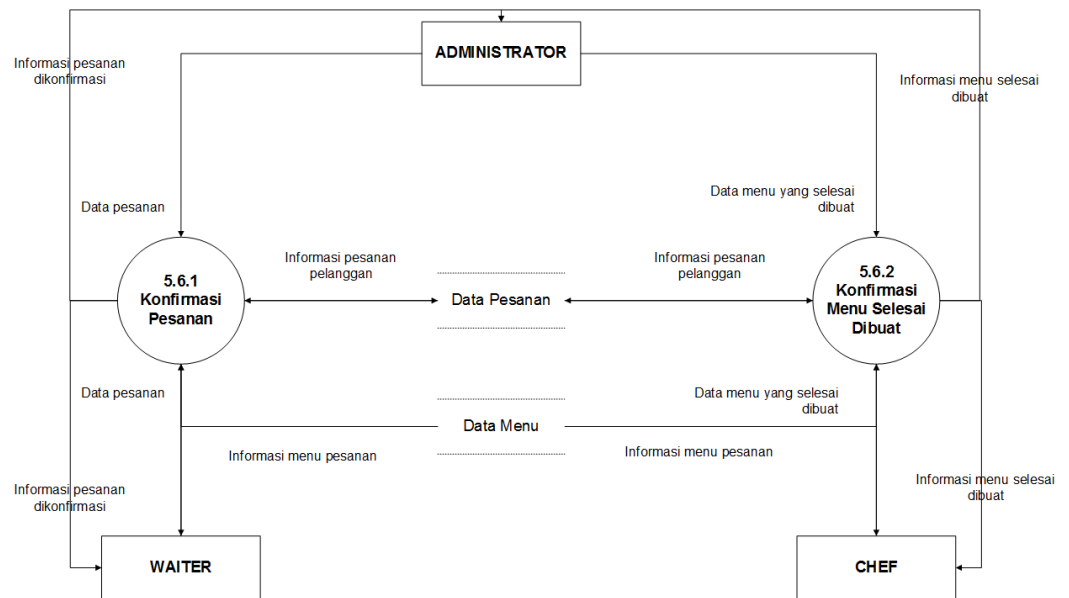 ADMINISTRATOR
Informasi pesanan
dikonfirmasi
Informasi menu selesai
dibuat
Data pesanan
Data menu yang selesai
dibuat
5.6.1
Konfirmasi
Pesanan
Informasi pesanan
pelanggan
Data Pesanan
Informasi pesanan
pelanggan
5.6.2
Konfirmasi
Menu Selesai
Dibuat
Data pesanan
Data menu yang selesai
dibuat
Data Menu
Informasi menu pesanan
Informasi menu pesanan
Informasi pesanan
dikonfirmasi
Informasi menu selesai
dibuat
WAITER
CHEF